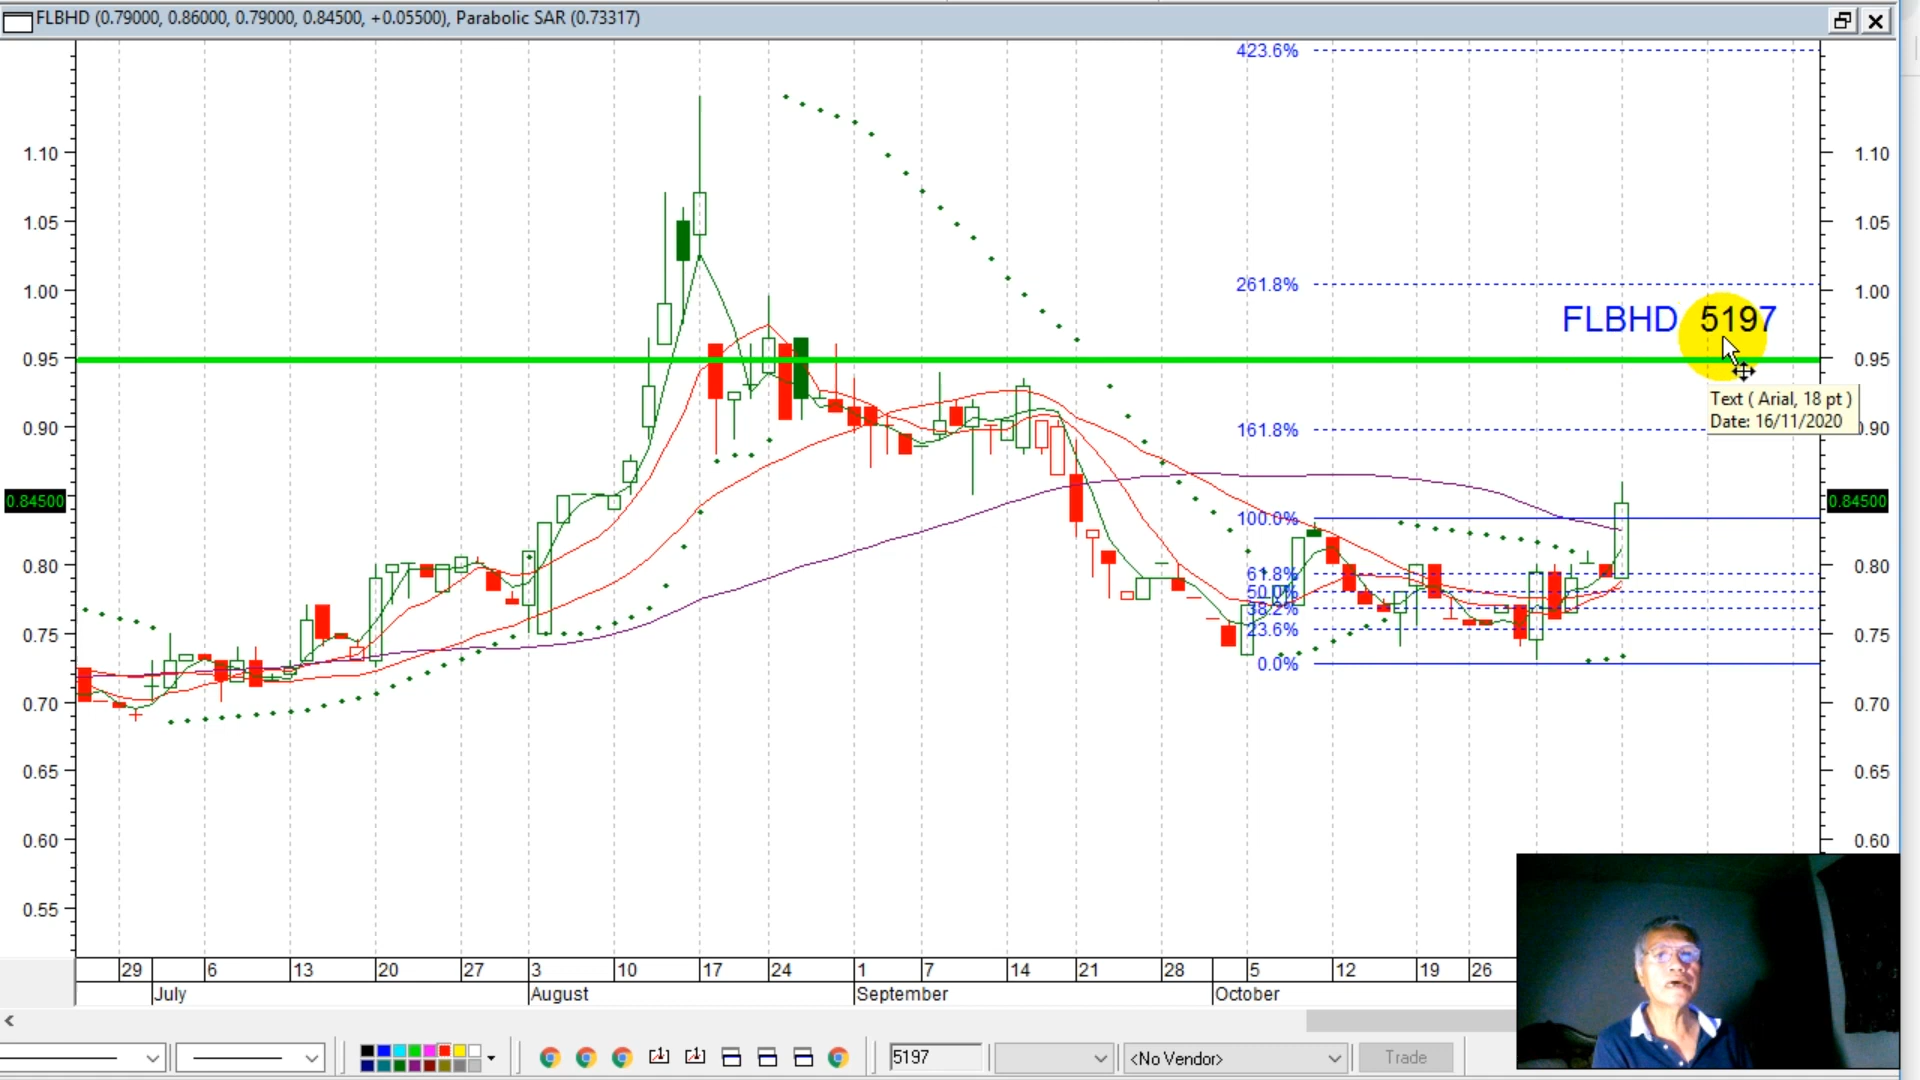 FLBHD (0.79000, 0.86000, 0.79000, 0.84500, +0.05500), Parabolic SAR (0.73317)
423.6%
1.10 1.10
1.05 1.05
261.8%
1.00 1.00
FLBHD 5197
0.95 0.95
Text ( Arial, 18 pt )
Date: 16/11/2020
0.90 161.8% 0.90
0.84500 0.84500
100.0%
0.80 61.8% 0.80
50.0%
38.2%
0.75 23.6% 0.75
0.0%
0.70 0.70
0.65 0.65
0.60 0.60
0.55
29 6 13 20 27 3 10 17 24 1 7 14 21 28 5 12 19 26
July August September October
5197 <No Vendor> Trade